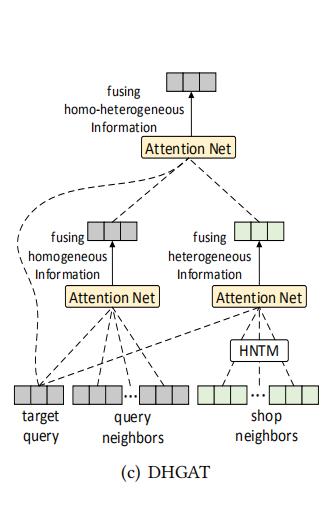 fusing
homo-heterogeneous
Information
Attention Net
fusing
homogeneous
Information
fusing
heterogeneous
Information
Attention Net
Attention Net
HNTM
...
...
target
query
query
neighbors
shop
neighbors
(c) DHGAT